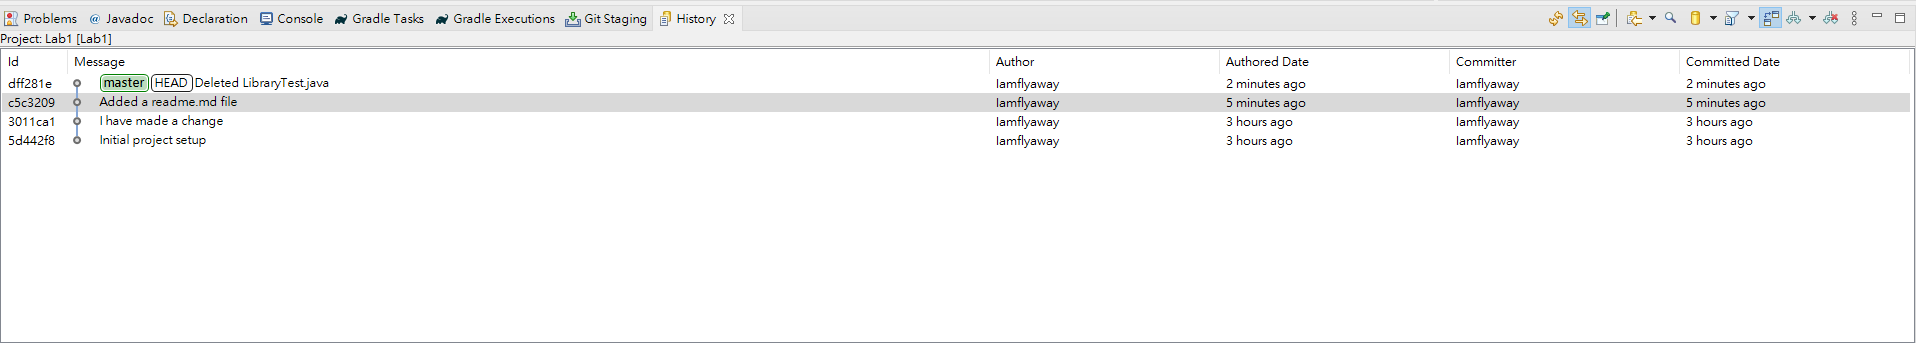 Problems @ Javadoc Declaration Console Gradle Tasks Gradle Executions Git Staging History
Project: Lab1 [Lab1]
Id Message Author Authored Date Committer Committed Date
dff281e master HEAD Deleted LibraryTest.java Iamflyaway 2 minutes ago Iamflyaway 2 minutes ago
c5c3209 Added a readme.md file Iamflyaway 5 minutes ago Iamflyaway 5 minutes ago
3011ca1 I have made a change Iamflyaway 3 hours ago Iamflyaway 3 hours ago
5d442f8 Initial project setup Iamflyaway 3 hours ago Iamflyaway 3 hours ago